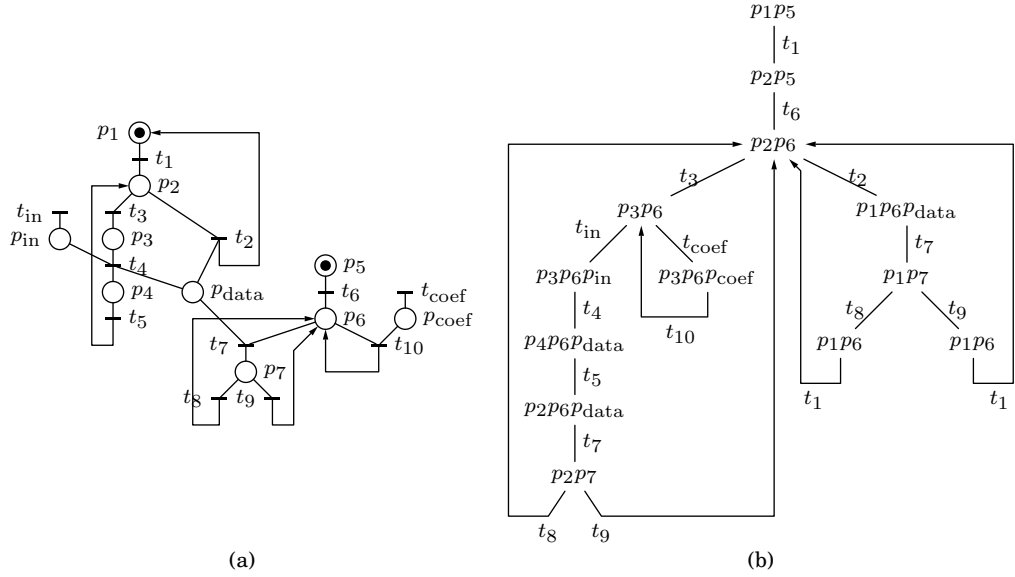 p1
t1
p2
tin
t3
pin
p3
t2
t4
p4
pdata
p5
t5
t6
tcoef
p6
pcoef
t7
t10
p7
t8
t9
(a)
p1p5
t1
p2p5
t6
p2p6
t3
t2
p3p6
p1p6pdata
tin
tcoef
t7
p3p6pin
p3p6pcoef
p1p7
t4
t10
t8
t9
p4p6pdata
p1p6
p1p6
t5
t1
t1
p2p6pdata
t7
p2p7
t8
t9
(b)